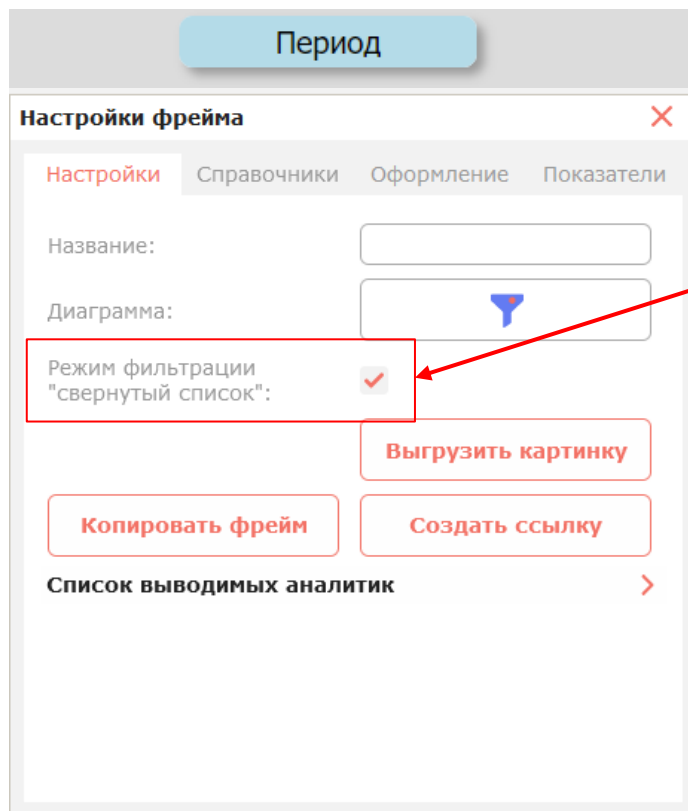 Период
Настройки фрейма
Настройки Справочники Оформление Показатели
Название:
Диаграмма:
Режим фильтрации
"свернутый список":
Выгрузить картинку
Копировать фрейм Создать ссылку
Список выводимых аналитик